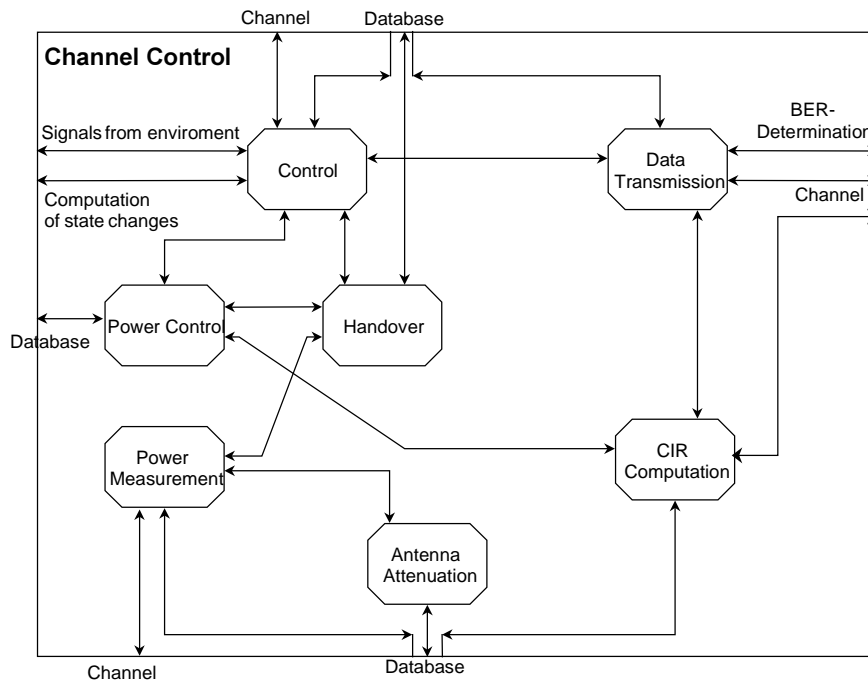 Channel
Database
Channel Control
Signals from enviroment
BER-
Determination
Control
Data
Transmission
Computation
of state changes
Channel
Power Control
Handover
Database
Power
Measurement
CIR
Computation
Antenna
Attenuation
Channel
Database